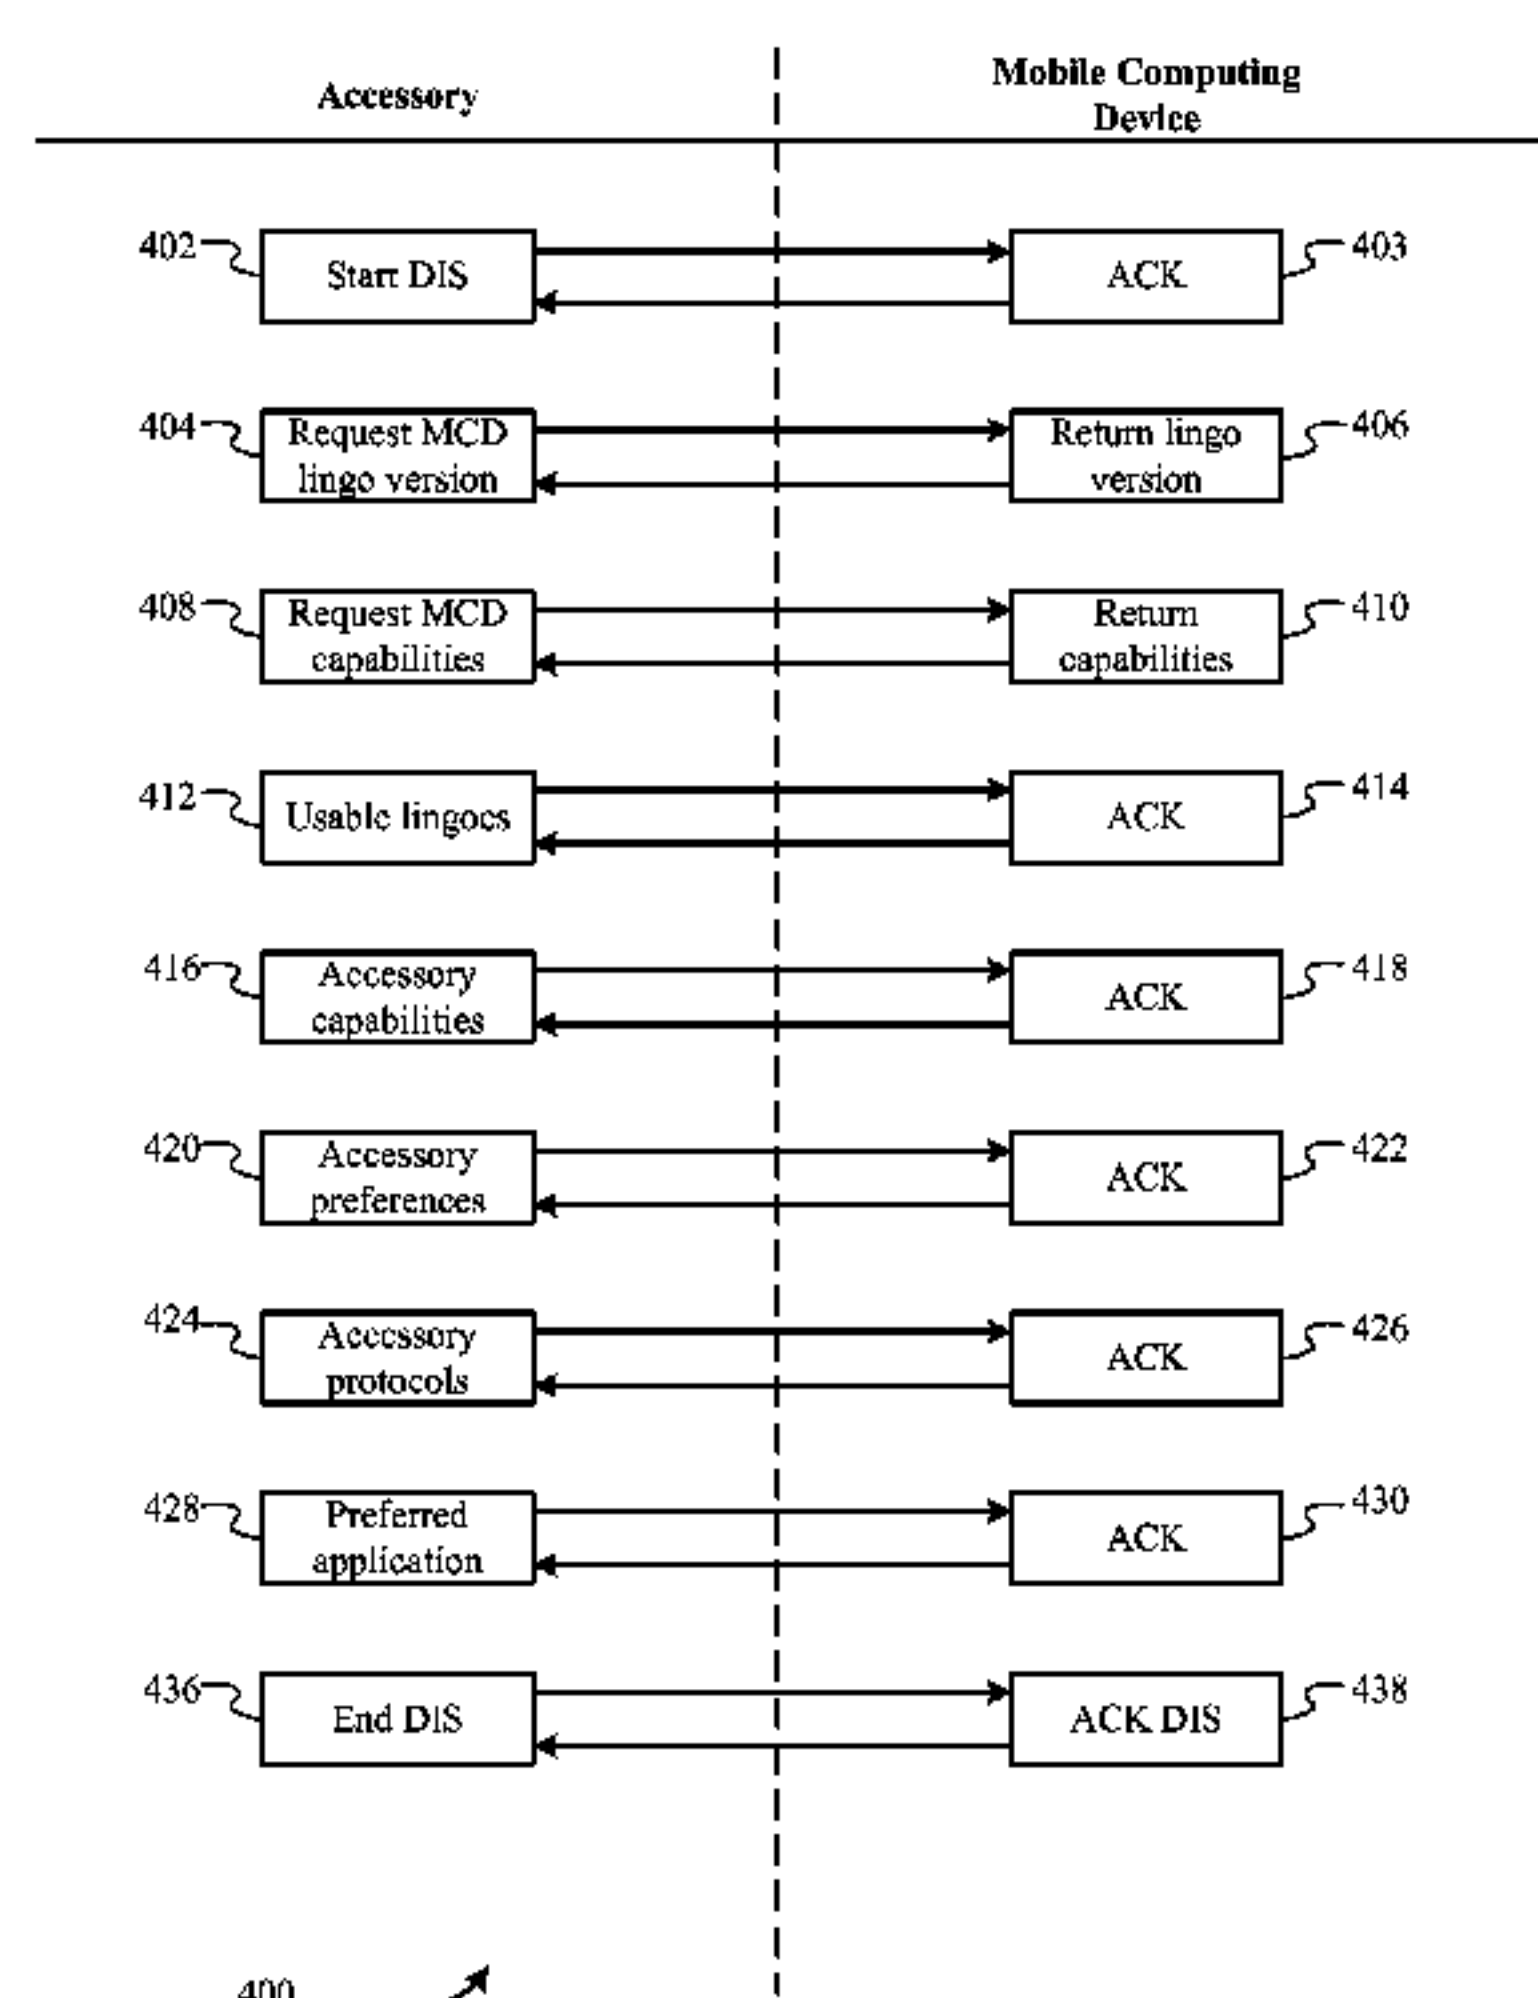 Accessory
Mobile Computing
Device
402
Start DIS
ACK
403
404
Request MCD
lingo version
Return lingo
version
406
408
Request MCD
capabilities
Return
capabilities
410
412
Usable lingoes
ACK
414
416
Accessory
capabilities
ACK
418
420
Accessory
preferences
ACK
422
424
Accessory
protocols
ACK
426
428
Preferred
application
ACK
430
436
End DIS
ACK DIS
438
400